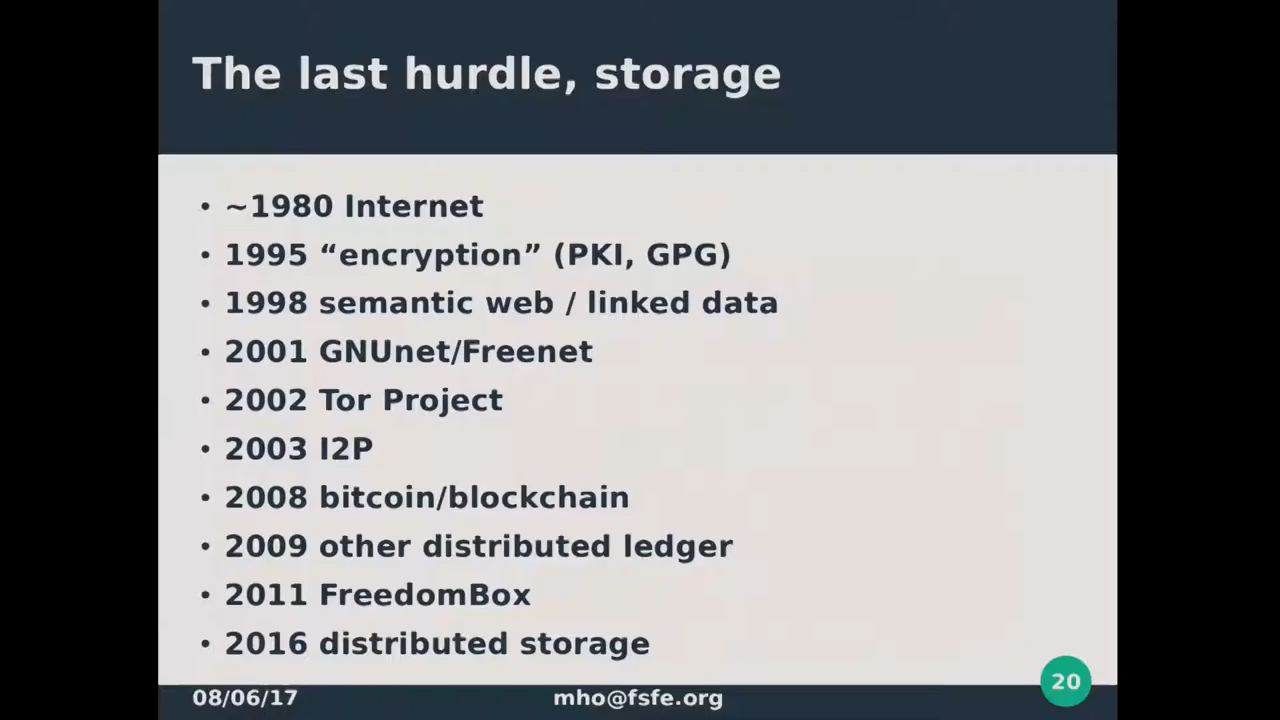 The last hurdle, storage
• ~1980 Internet
• 1995 “encryption” (PKI, GPG)
• 1998 semantic web / linked data
• 2001 GNUnet/Freenet
• 2002 Tor Project
• 2003 I2P
• 2008 bitcoin/blockchain
• 2009 other distributed ledger
• 2011 FreedomBox
• 2016 distributed storage
08/06/17 mho@fsfe.org 20